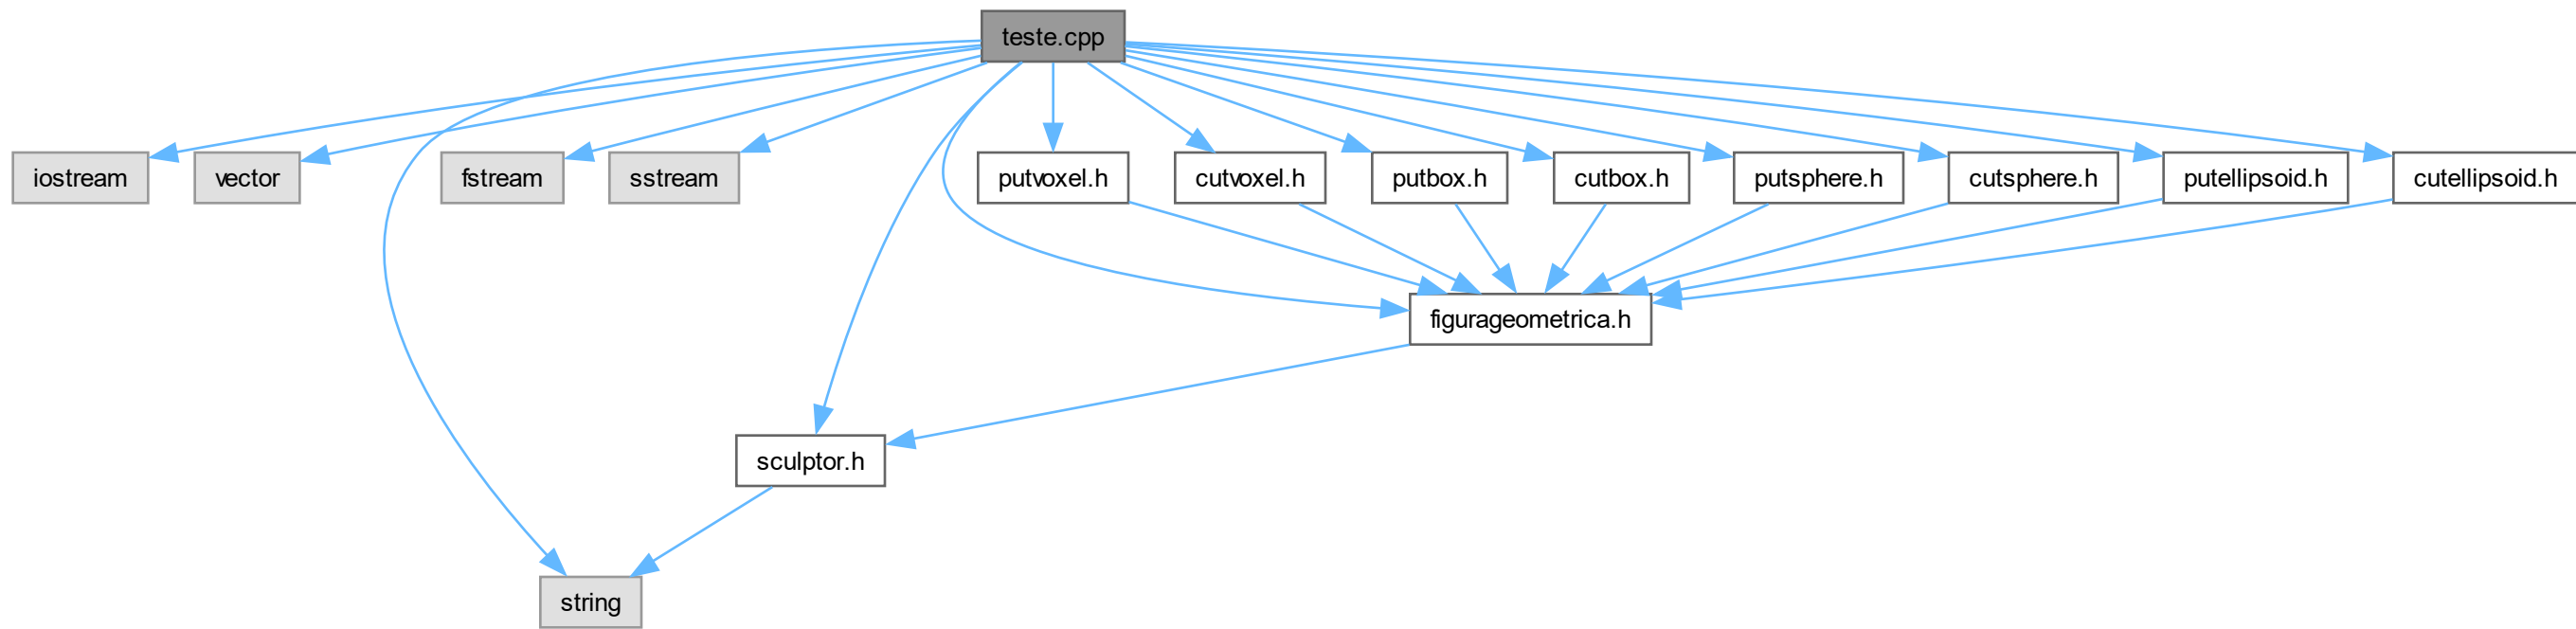 teste.cpp
iostream
vector
fstream
sstream
putvoxel.h
cutvoxel.h
putbox.h
cutbox.h
putsphere.h
cutsphere.h
putellipsoid.h
cutellipsoid.h
figurageometrica.h
sculptor.h
string